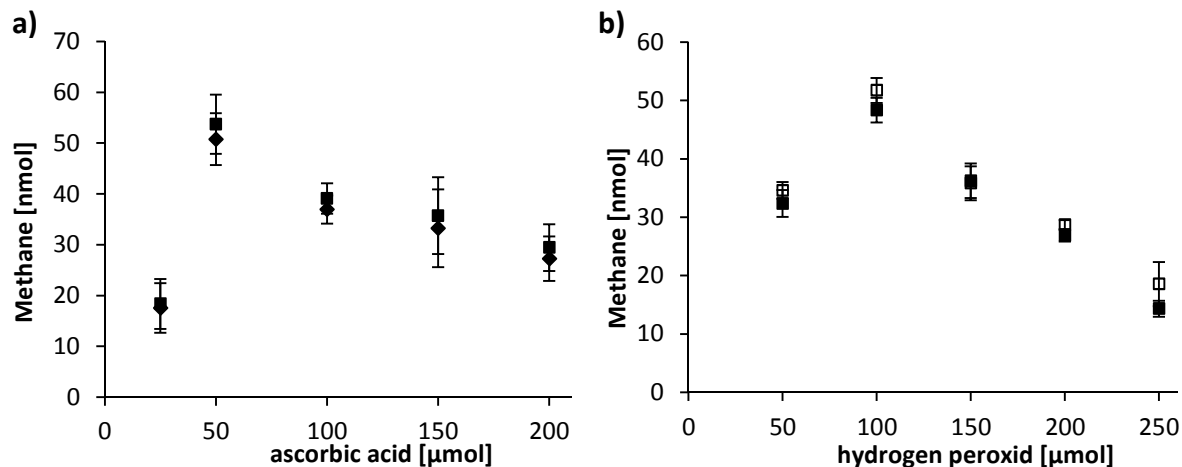 a)
Methane [nmol]
70
60
50
40
30
20
10
0
0 50 100 150 200
ascorbic acid [µmol]
b)
Methane [nmol]
60
50
40
30
20
10
0
0 50 100 150 200 250
hydrogen peroxid [µmol]